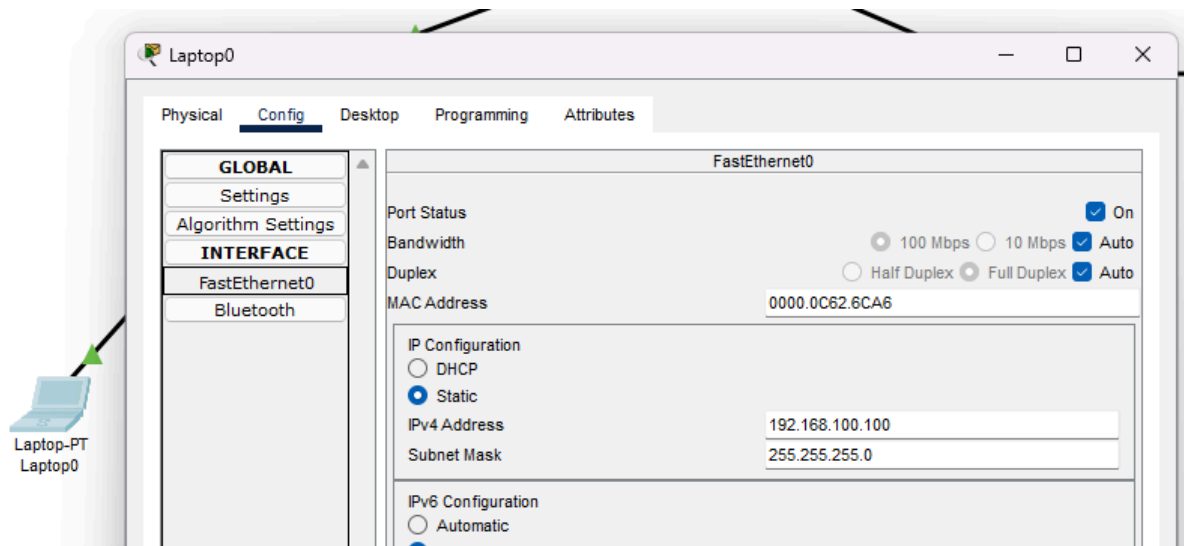 Laptop0
Physical Config Desktop Programming Attributes
GLOBAL
Settings
Algorithm Settings
INTERFACE
FastEthernet0
Bluetooth
FastEthernet0
Port Status On
Bandwidth 100 Mbps 10 Mbps Auto
Duplex Half Duplex Full Duplex Auto
MAC Address 0000.0C62.6CA6
IP Configuration
DHCP
Static
IPv4 Address 192.168.100.100
Subnet Mask 255.255.255.0
IPv6 Configuration
Automatic
Laptop-PT
Laptop0